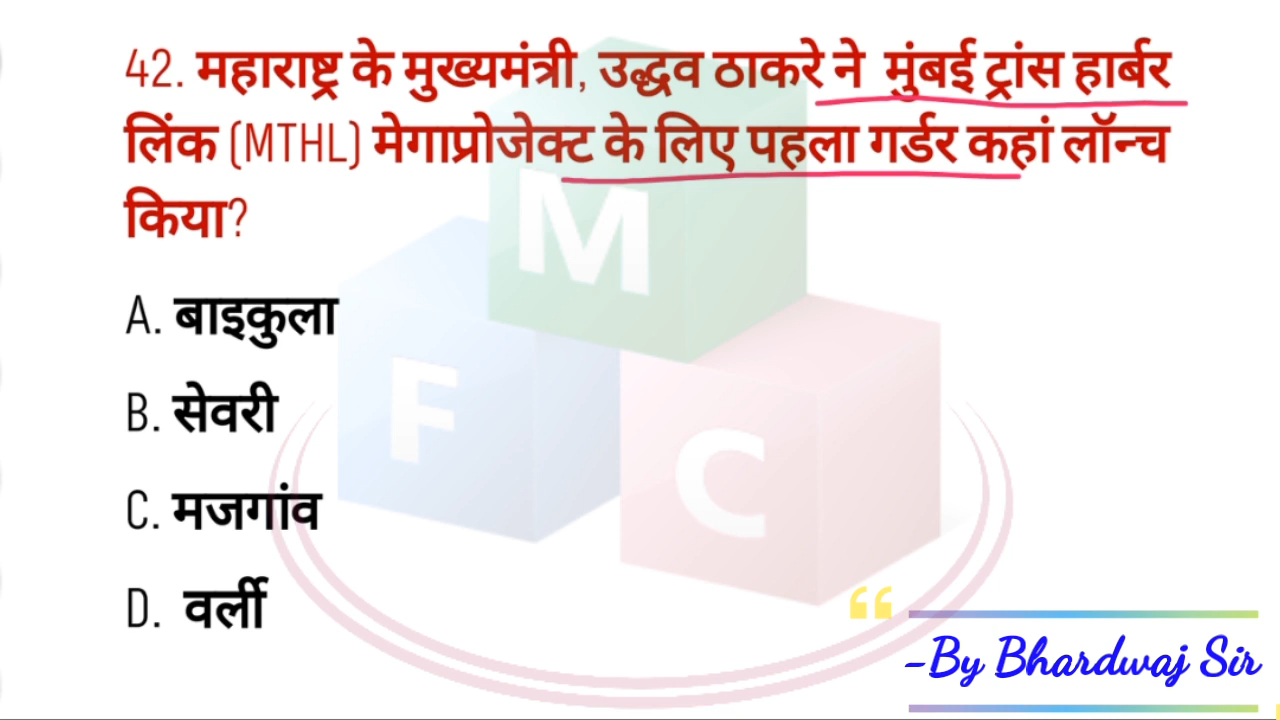 42. महाराष्ट्र के मुख्यमंत्री, उद्धव ठाकरे ने मुंबई ट्रांस हार्बर
लिंक (MTHL) मेगाप्रोजेक्ट के लिए पहला गर्डर कहां लॉन्च
किया?
A. बाइकुला
B. सेवरी
C. मजगांव
D. वर्ली
M
F
C
“
-By Bhardwaj Sir